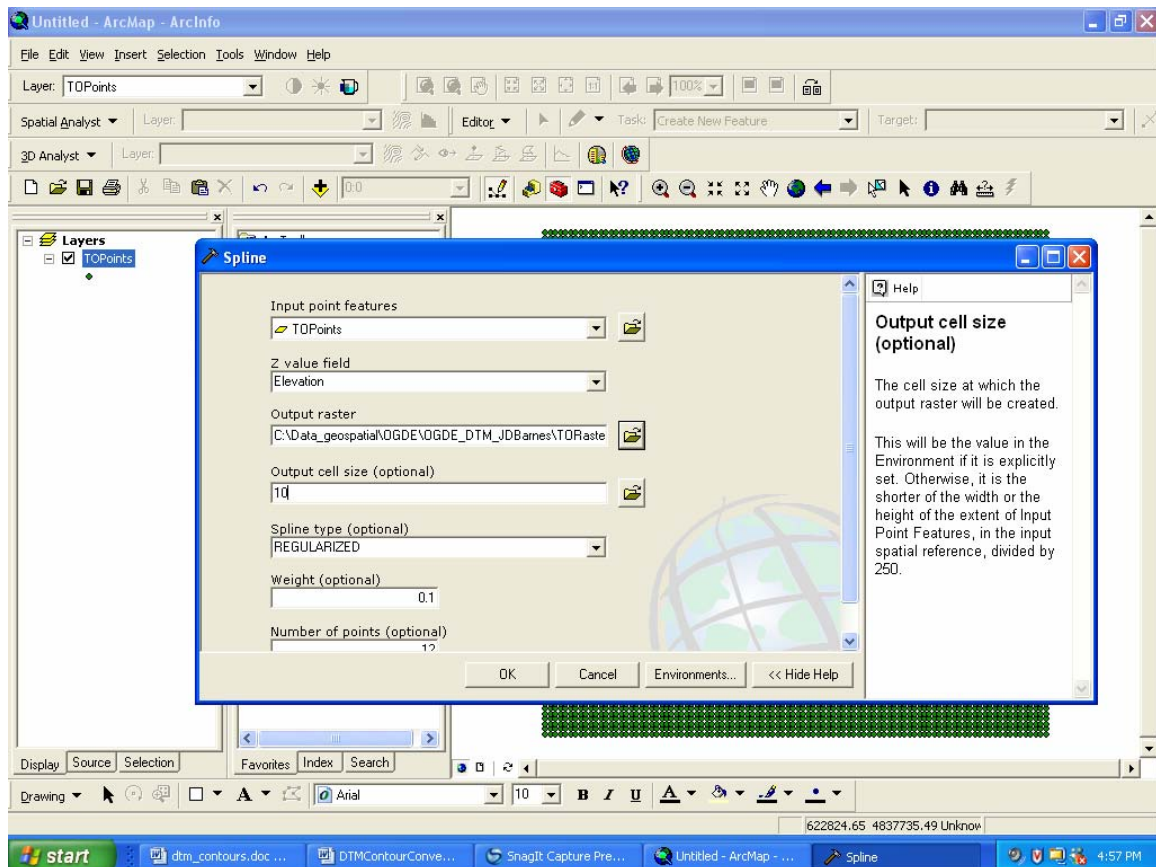 Untitled - ArcMap - ArcInfo
File Edit View Insert Selection Tools Window Help
Layer: TOPoints 100%
Spatial Analyst Layer: Editor Task: Create New Feature Target:
3D Analyst Layer:
0:0
Layers
TOPoints
Spline
Input point features
TOPoints
Z value field
Elevation
Output raster
C:\Data_geospatial\OGDE\OGDE_DTM_JDBarnes\TORaste
Output cell size (optional)
10
Spline type (optional)
REGULARIZED
Weight (optional)
0.1
Number of points (optional)
12
OK Cancel Environments... << Hide Help
Help
Output cell size
(optional)
The cell size at which the
output raster will be created.
This will be the value in the
Environment if it is explicitly
set. Otherwise, it is the
shorter of the width or the
height of the extent of Input
Point Features, in the input
spatial reference, divided by
250.
Display Source Selection Favorites Index Search
Drawing A Arial 10 B I U A
622824.65 4837735.49 Unknow
start dtm_contours.doc ... DTMContourConve... SnagIt Capture Pre... Untitled - ArcMap - ... Spline 4:57 PM